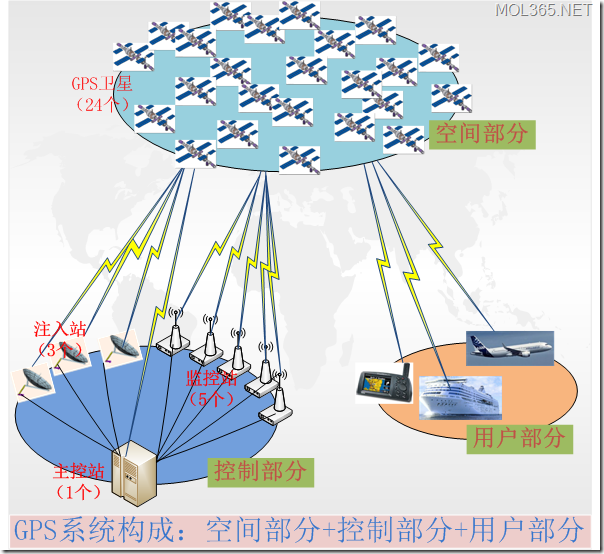 MOL365.NET
GPS卫星
（24个）
空间部分
注入站
（3个）
监控站
（5个）
主控站
（1个）
控制部分
用户部分
GPS系统构成：空间部分+控制部分+用户部分